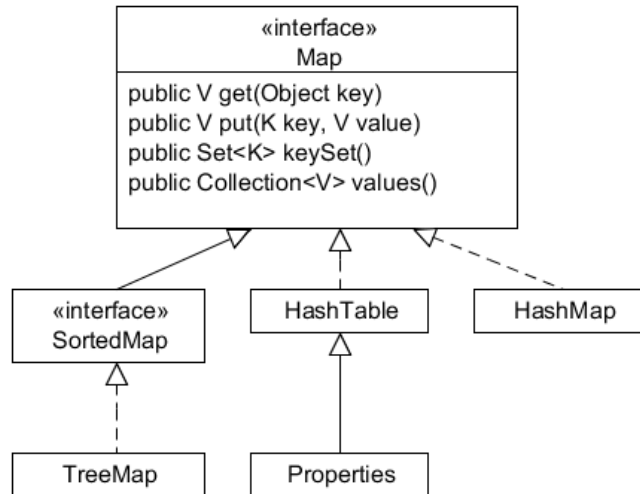 «interface»
Map
public V get(Object key)
public V put(K key, V value)
public Set<K> keySet()
public Collection<V> values()
«interface»
SortedMap
HashTable
HashMap
TreeMap
Properties